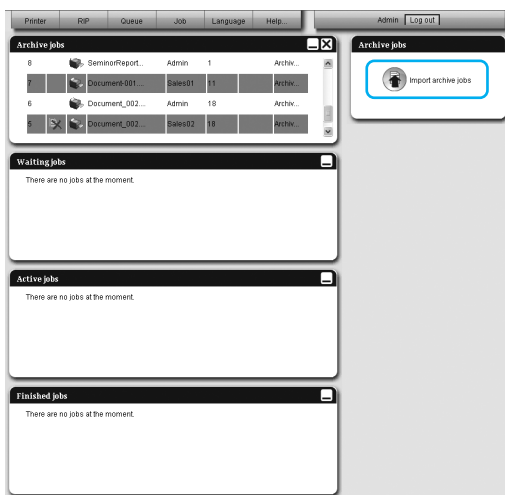 Printer RIP Queue Job Language Help... Admin Log out
Archive jobs
8 SeminorReport... Admin 1 Archiv...
7 Document-001.... Sales01 11 Archiv...
6 Document_002.... Admin 18 Archiv...
5 Document_002.... Sales02 18 Archiv...
Archive jobs
Import archive jobs
Waiting jobs
There are no jobs at the moment.
Active jobs
There are no jobs at the moment.
Finished jobs
There are no jobs at the moment.